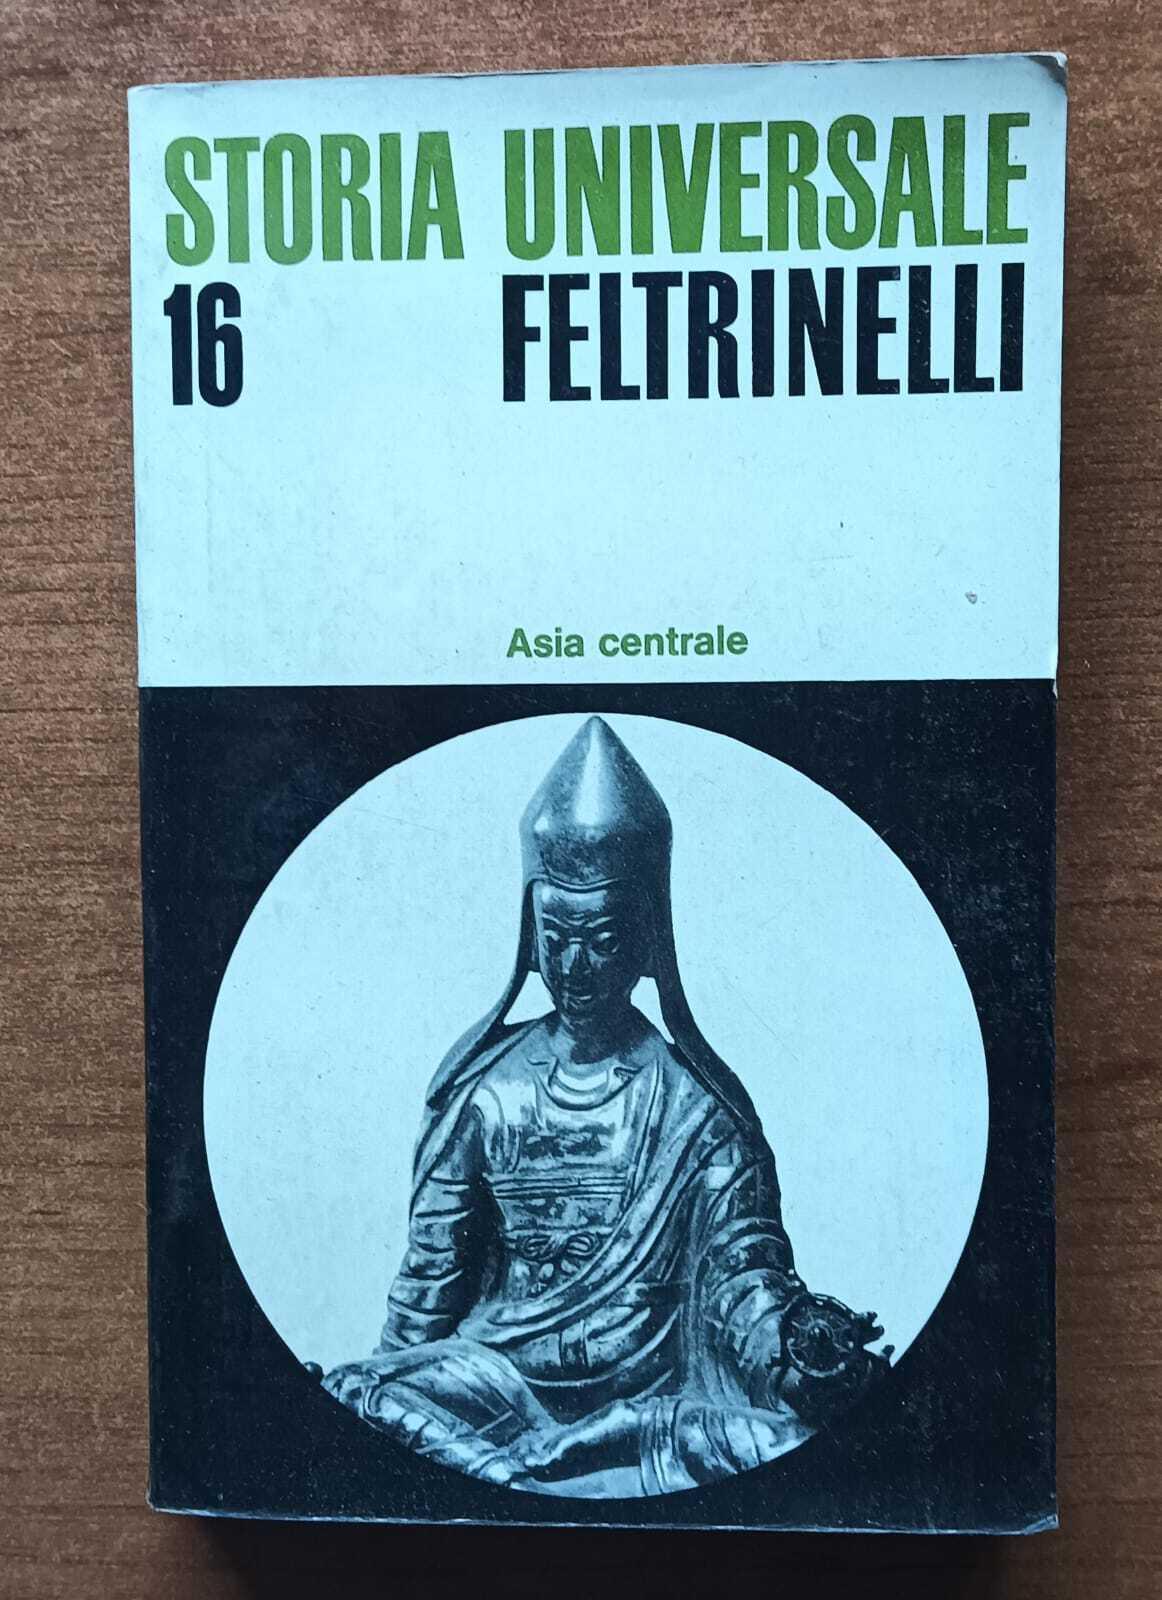 STORIA UNIVERSALE
16 FELTRINELLI
Asia centrale